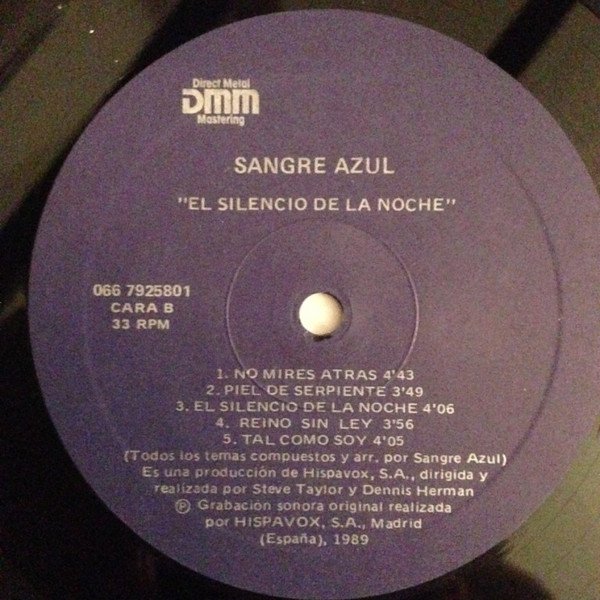 Direct Metal
DMM
Mastering
SANGRE AZUL
"EL SILENCIO DE LA NOCHE"
066 7925801
CARA B
33 RPM
1. NO MIRES ATRAS 4'43
2. PIEL DE SERPIENTE 3'49
3. EL SILENCIO DE LA NOCHE 4'06
4. REINO SIN LEY 3'56
5. TAL COMO SOY 4'05
(Todos los temas compuestos y arr. por Sangre Azul)
Es una producción de Hispavox, S.A., dirigida y
realizada por Steve Taylor y Dennis Herman
Ⓟ Grabación sonora original realizada
por HISPAVOX, S.A., Madrid
(España), 1989